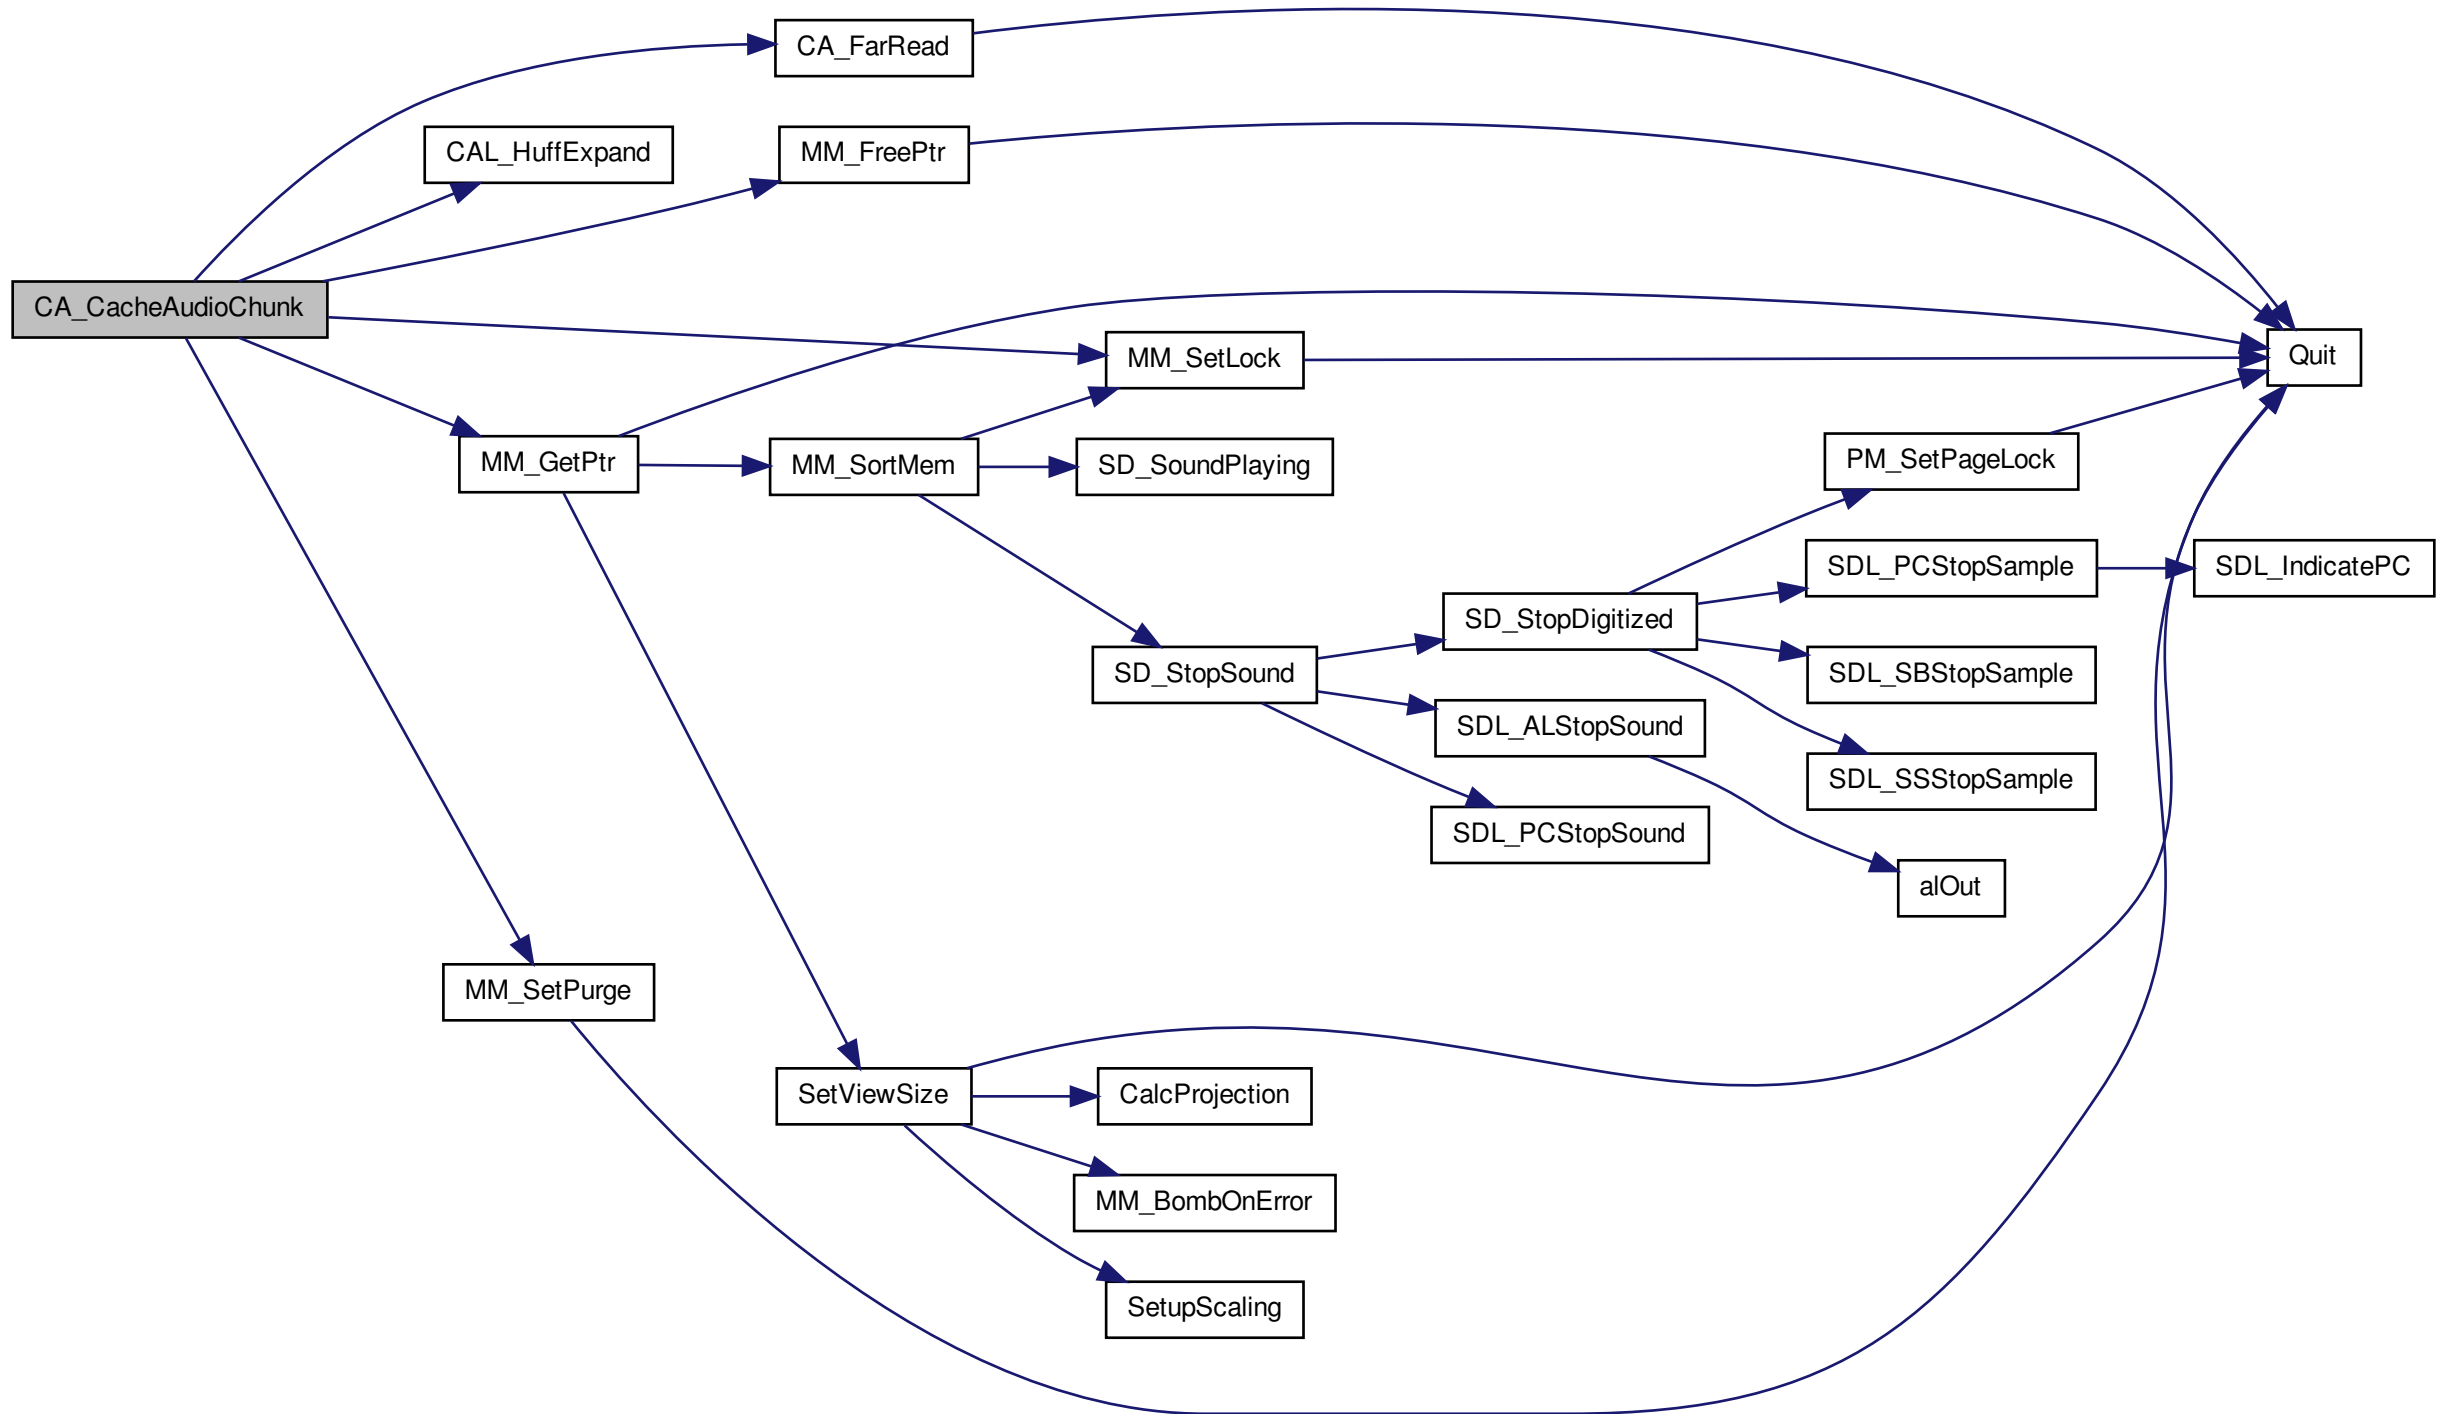 CA_FarRead
CAL_HuffExpand
MM_FreePtr
CA_CacheAudioChunk
MM_SetLock
Quit
MM_GetPtr
MM_SortMem
SD_SoundPlaying
PM_SetPageLock
SDL_PCStopSample
SDL_IndicatePC
SD_StopDigitized
SD_StopSound
SDL_SBStopSample
SDL_ALStopSound
SDL_SSStopSample
SDL_PCStopSound
alOut
MM_SetPurge
SetViewSize
CalcProjection
MM_BombOnError
SetupScaling